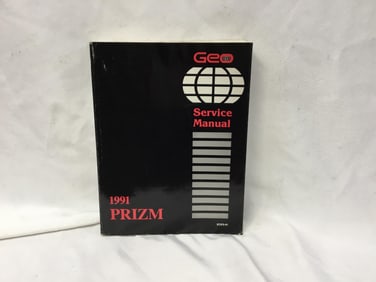 Geo
Service
Manual
1991
PRIZM